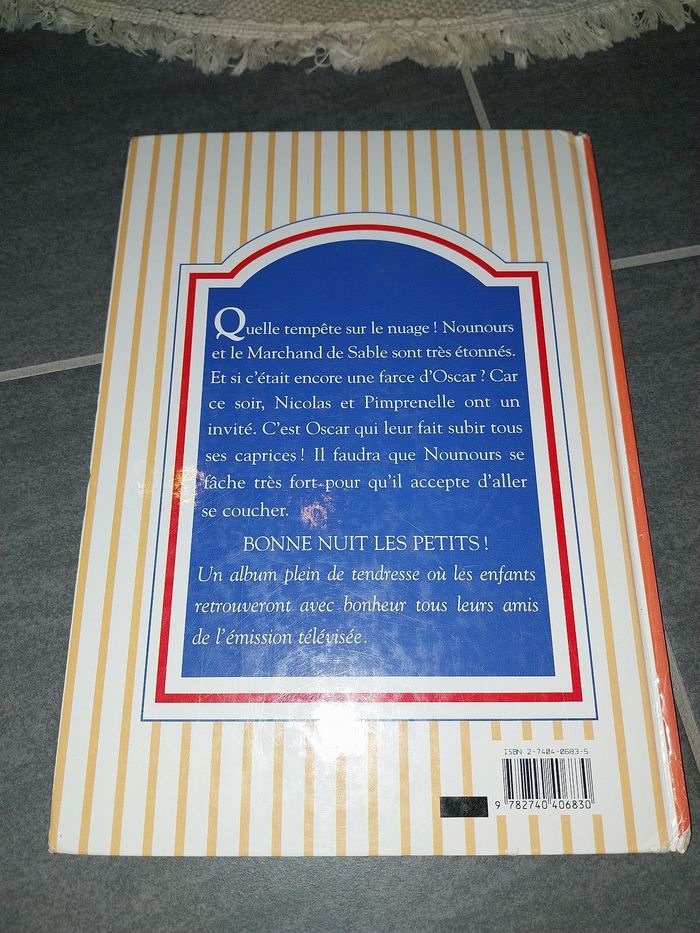 Quelle tempête sur le nuage ! Nounours
et le Marchand de Sable sont très étonnés.
Et si c'était encore une farce d'Oscar ? Car
ce soir, Nicolas et Pimprenelle ont un
invité. C'est Oscar qui leur fait subir tous
ses caprices ! Il faudra que Nounours se
fâche très fort pour qu'il accepte d'aller
se coucher.
BONNE NUIT LES PETITS !
Un album plein de tendresse où les enfants
retrouveront avec bonheur tous leurs amis
de l'émission télévisée.
ISBN 2-7404-0683-5
9 782740 406830